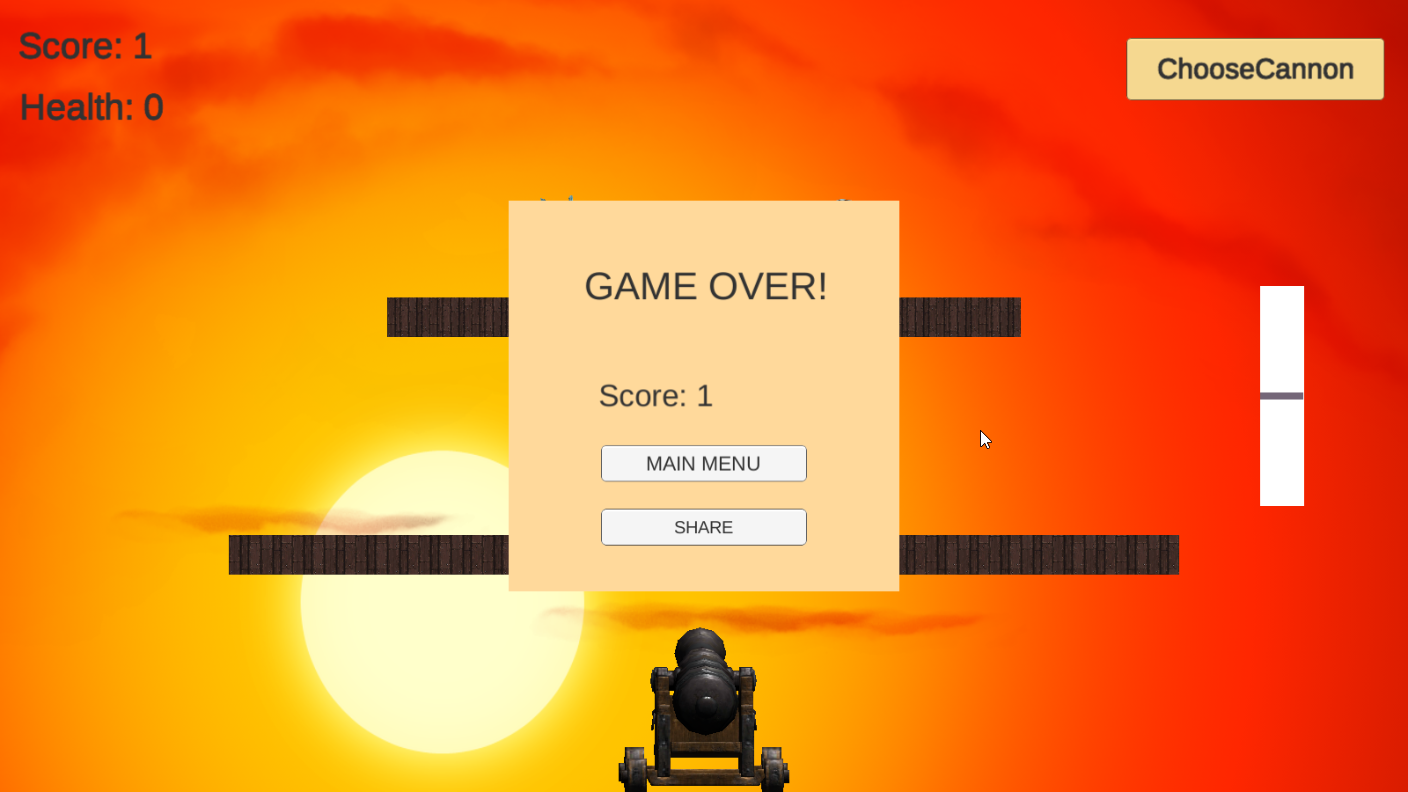 Score: 1
Health: 0
ChooseCannon
GAME OVER!
Score: 1
MAIN MENU
SHARE